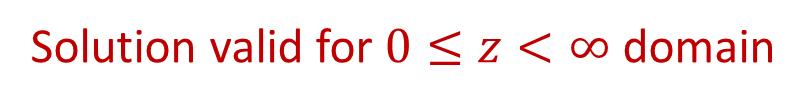 Solution valid for 0 ≤ z < ∞ domain